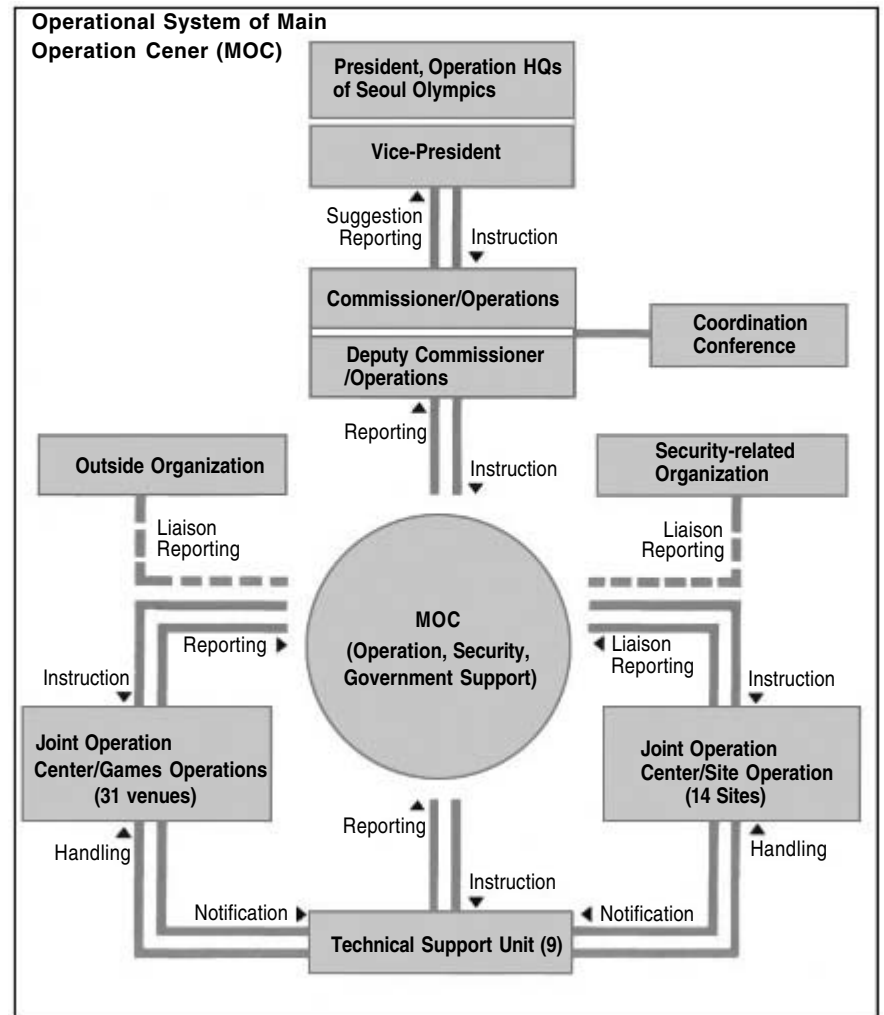 Operational System of Main
Operation Cener (MOC)
President, Operation HQs
of Seoul Olympics
Vice-President
Suggestion
Reporting
Instruction
Commissioner/Operations
Deputy Commissioner
/Operations
Coordination
Conference
Reporting
Instruction
Outside Organization
Security-related
Organization
Liaison
Reporting
Liaison
Reporting
MOC
(Operation, Security,
Government Support)
Reporting
Liaison
Reporting
Instruction
Instruction
Joint Operation
Center/Games Operations
(31 venues)
Joint Operation
Center/Site Operation
(14 Sites)
Reporting
Handling
Handling
Instruction
Notification
Notification
Technical Support Unit (9)